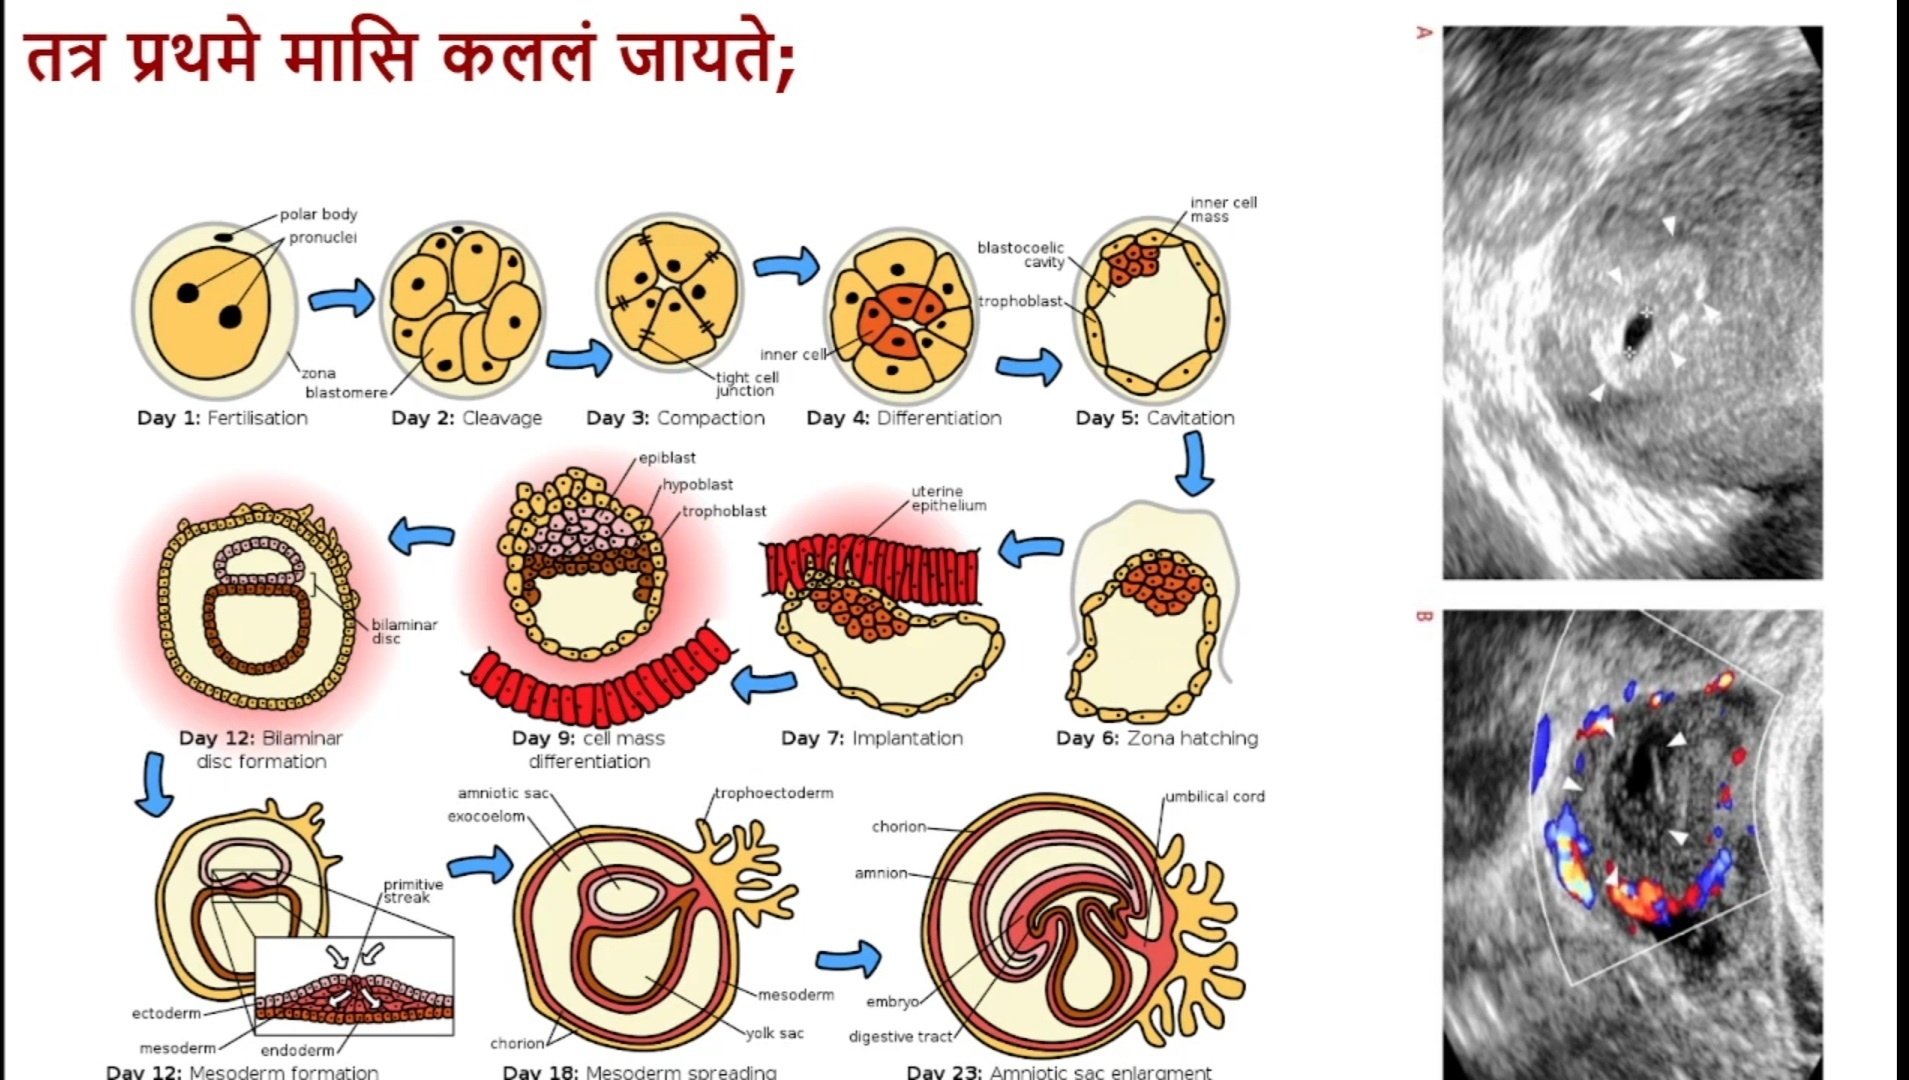 तत्र प्रथमे मासि कललं जायते;
polar body
pronuclei
zona
blastomere
tight cell
junction
inner cell
inner cell
mass
blastocoelic
cavity
trophoblast
Day 1: Fertilisation
Day 2: Cleavage
Day 3: Compaction
Day 4: Differentiation
Day 5: Cavitation
epiblast
hypoblast
trophoblast
uterine
epithelium
bilaminar
disc
Day 12: Bilaminar
disc formation
Day 9: cell mass
differentiation
Day 7: Implantation
Day 6: Zona hatching
primitive
streak
ectoderm
mesoderm
endoderm
amniotic sac
exocoelom
trophoectoderm
mesoderm
yolk sac
chorion
umbilical cord
chorion
amnion
embryo
digestive tract
Day 12: Mesoderm formation
Day 18: Mesoderm spreading
Day 23: Amniotic sac enlargment
A
B